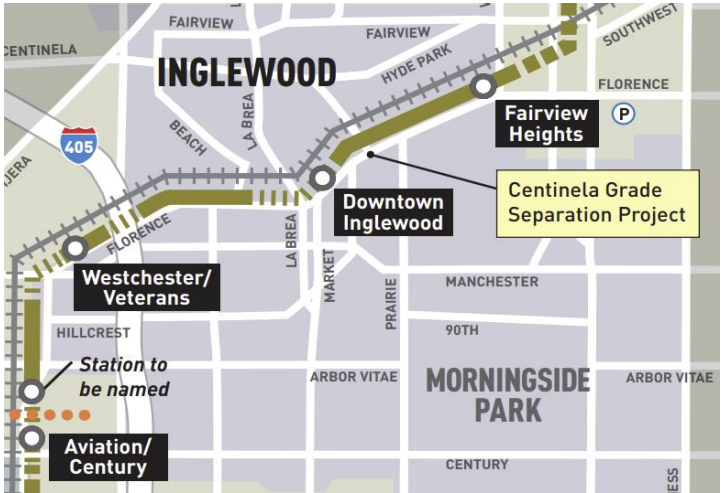 FAIRVIEW
FAIRVIEW
SOUTHWEST
CENTINELA
INGLEWOOD
HYDE PARK
FLORENCE
LA BREA
Fairview
Heights
P
BEACH
405
Centinela Grade
Separation Project
Downtown
Inglewood
FLORENCE
LA BREA
MARKET
PRAIRIE
Westchester/
Veterans
MANCHESTER
HILLCREST
90TH
Station to
be named
ARBOR VITAE
MORNINGSIDE
PARK
ARBOR VITAE
Aviation/
Century
CENTURY